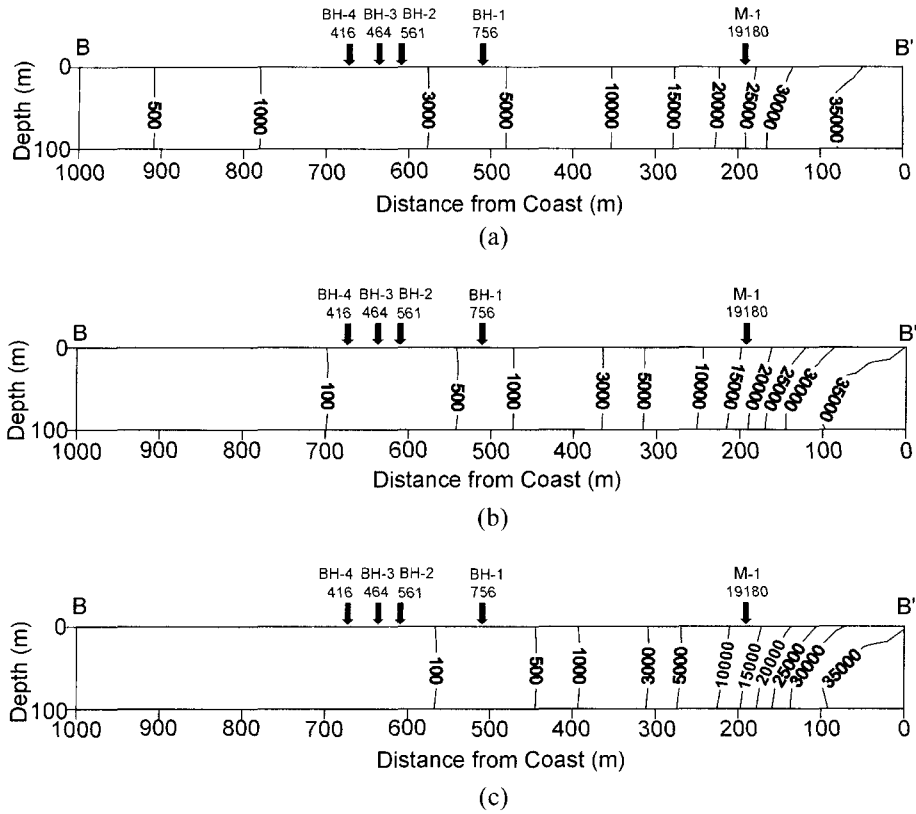 BH-4 BH-3 BH-2 BH-1 M-1
416 464 561 756 19180
B B'
0
500 1000 3000 5000 10000 15000 20000 25000 30000 35000
100
Depth (m)
1000 900 800 700 600 500 400 300 200 100 0
Distance from Coast (m)
(a)
BH-4 BH-3 BH-2 BH-1 M-1
416 464 561 756 19180
B B'
0
100 500 1000 3000 5000 10000 15000 20000 25000 30000 35000
100
Depth (m)
1000 900 800 700 600 500 400 300 200 100 0
Distance from Coast (m)
(b)
BH-4 BH-3 BH-2 BH-1 M-1
416 464 561 756 19180
B B'
0
100 500 1000 3000 5000 10000 15000 20000 25000 30000 35000
100
Depth (m)
1000 900 800 700 600 500 400 300 200 100 0
Distance from Coast (m)
(c)